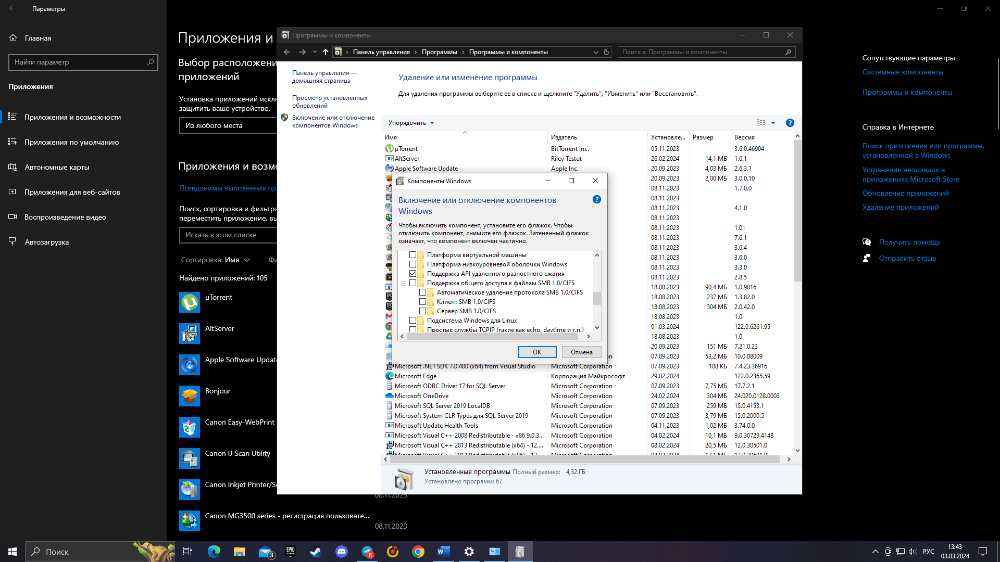 Параметры
Главная
Найти параметр
Приложения
Приложения и возможности
Приложения по умолчанию
Автономные карты
Приложения для веб-сайтов
Воспроизведение видео
Автозагрузка
Приложения и
Выбор расположени
приложений
Установка приложений искл
защитить ваше устройство.
Из любого места
Приложения и возм
Псевдонимы выполнения пр
Поиск, сортировка и фильтра
переместить приложение, вы
Искать в этом списке
Сортировка: Имя
Найдено приложений: 105
µTorrent
AltServer
Apple Software Update
Bonjour
Canon Easy-WebPrint
Canon IJ Scan Utility
Canon Inkjet Printer/Sc
08.11.2023
Canon MG3500 series - регистрация пользовате...
08.11.2023
Программы и компоненты
Панель управления
Программы
Программы и компоненты
Поиск в: Программы и компоненты
Панель управления —
домашняя страница
Просмотр установленных
обновлений
Включение или отключение
компонентов Windows
Удаление или изменение программы
Для удаления программы выберите ее в списке и щелкните "Удалить", "Изменить" или "Восстановить".
Упорядочить
Имя Издатель Установле... Размер Версия
µTorrent BitTorrent Inc. 05.11.2023 3.6.0.46904
AltServer Riley Testut 26.02.2024 14,1 МБ 1.6.1
Apple Software Update Apple Inc. 20.09.2023 4,03 МБ 2.6.3.1
20.09.2023 2,00 МБ 3.0.0.10
08.11.2023 1.7.0.0
08.11.2023
08.11.2023 4.1.0
08.11.2023
08.11.2023 1.01
08.11.2023 7.6.1
08.11.2023 3.6.4
08.11.2023 3.6.0
08.11.2023 3.3.0
08.11.2023 2.8.5
18.08.2023 90,4 МБ 1.0.9016
18.08.2023 237 МБ 1.3.82.0
18.08.2023 304 МБ 2.0.42.0
18.08.2023 1.0
01.03.2024 122.0.6261.95
18.08.2023 1.0
20.09.2023 151 МБ 7.21.0.23
07.09.2023 53,2 МБ 10.0.08009
Microsoft .NET SDK 7.0.400 (x64) from Visual Studio Microsoft Corporation 07.09.2023 188 КБ 7.4.23.36916
Microsoft Edge Корпорация Майкрософт 29.02.2024 122.0.2365.59
Microsoft ODBC Driver 17 for SQL Server Microsoft Corporation 07.09.2023 7,75 МБ 17.7.2.1
Microsoft OneDrive Microsoft Corporation 24.02.2024 304 МБ 24.020.0128.0003
Microsoft SQL Server 2019 LocalDB Microsoft Corporation 07.09.2023 259 МБ 15.0.4153.1
Microsoft System CLR Types для SQL Server 2019 Microsoft Corporation 07.09.2023 3,79 МБ 15.0.2000.5
Microsoft Update Health Tools Microsoft Corporation 04.11.2023 1,02 МБ 3.74.0.0
Microsoft Visual C++ 2008 Redistributable - x86 9.0.3... Microsoft Corporation 04.02.2024 10,1 МБ 9.0.30729.4148
Microsoft Visual C++ 2013 Redistributable (x64) - 12.... Microsoft Corporation 08.02.2024 20,5 МБ 12.0.30501.0
Microsoft Visual C++ 2013 Redistributable (x86) - 12.... Microsoft Corporation 08.02.2024 17,1 МБ 12.0.30501.0
Установленные программы Полный размер: 4,32 ГБ
Установлено программ: 67
Компоненты Windows
Включение или отключение компонентов
Windows
Чтобы включить компонент, установите его флажок. Чтобы
отключить компонент, снимите его флажок. Затененный флажок
означает, что компонент включен частично.
Платформа виртуальной машины
Платформа низкоуровневой оболочки Windows
Поддержка API удаленного разностного сжатия
Поддержка общего доступа к файлам SMB 1.0/CIFS
Автоматическое удаление протокола SMB 1.0/CIFS
Клиент SMB 1.0/CIFS
Сервер SMB 1.0/CIFS
Подсистема Windows для Linux
Простые службы TCPIP (такие как echo, daytime и т.п.)
ОК
Отмена
Сопутствующие параметры
Системные компоненты
Программы и компоненты
Справка в Интернете
Поиск приложения или программы,
установленной в Windows
Устранение неполадок в
приложениях Microsoft Store
Обновление приложений
Удаление приложений
Получить помощь
Отправить отзыв
Поиск
3
EPIC
GAMES
8
РУС
13:43
03.03.2024